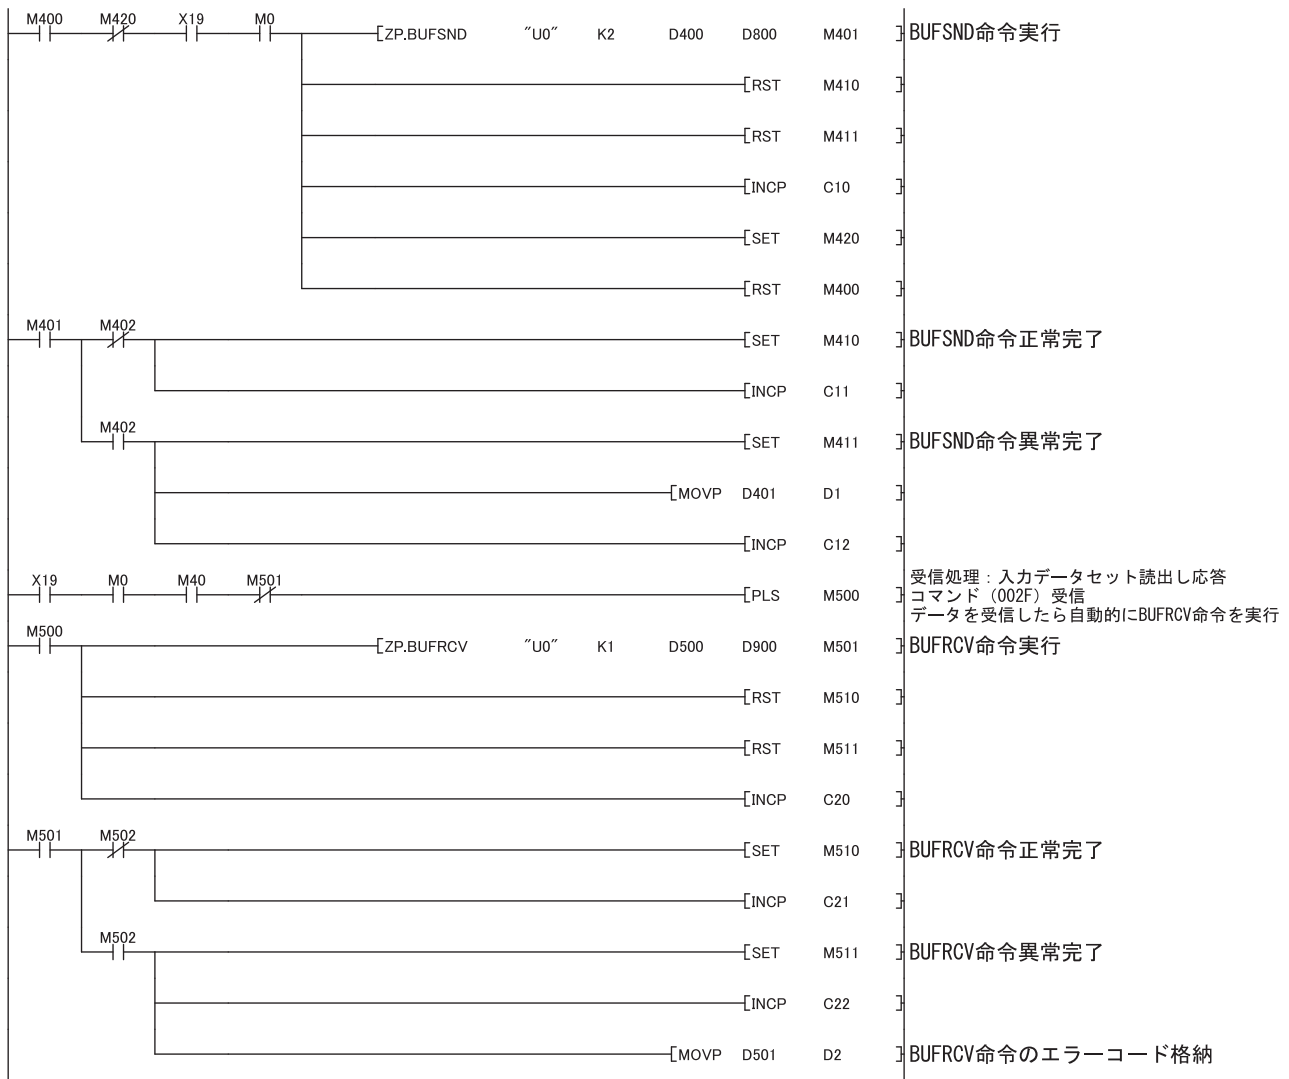 M400 M420 X19 M0
[ZP.BUFSND "U0" K2 D400 D800 M401 ] BUFSND命令実行
[RST M410 ]
[RST M411 ]
[INCP C10 ]
[SET M420 ]
[RST M400 ]
M401 M402
[SET M410 ] BUFSND命令正常完了
[INCP C11 ]
M402
[SET M411 ] BUFSND命令異常完了
[MOVP D401 D1 ]
[INCP C12 ]
X19 M0 M40 M501
[PLS M500 ]
受信処理：入力データセット読出し応答
コマンド（002F）受信
データを受信したら自動的にBUFRCV命令を実行
M500
[ZP.BUFRCV "U0" K1 D500 D900 M501 ] BUFRCV命令実行
[RST M510 ]
[RST M511 ]
[INCP C20 ]
M501 M502
[SET M510 ] BUFRCV命令正常完了
[INCP C21 ]
M502
[SET M511 ] BUFRCV命令異常完了
[INCP C22 ]
[MOVP D501 D2 ] BUFRCV命令のエラーコード格納